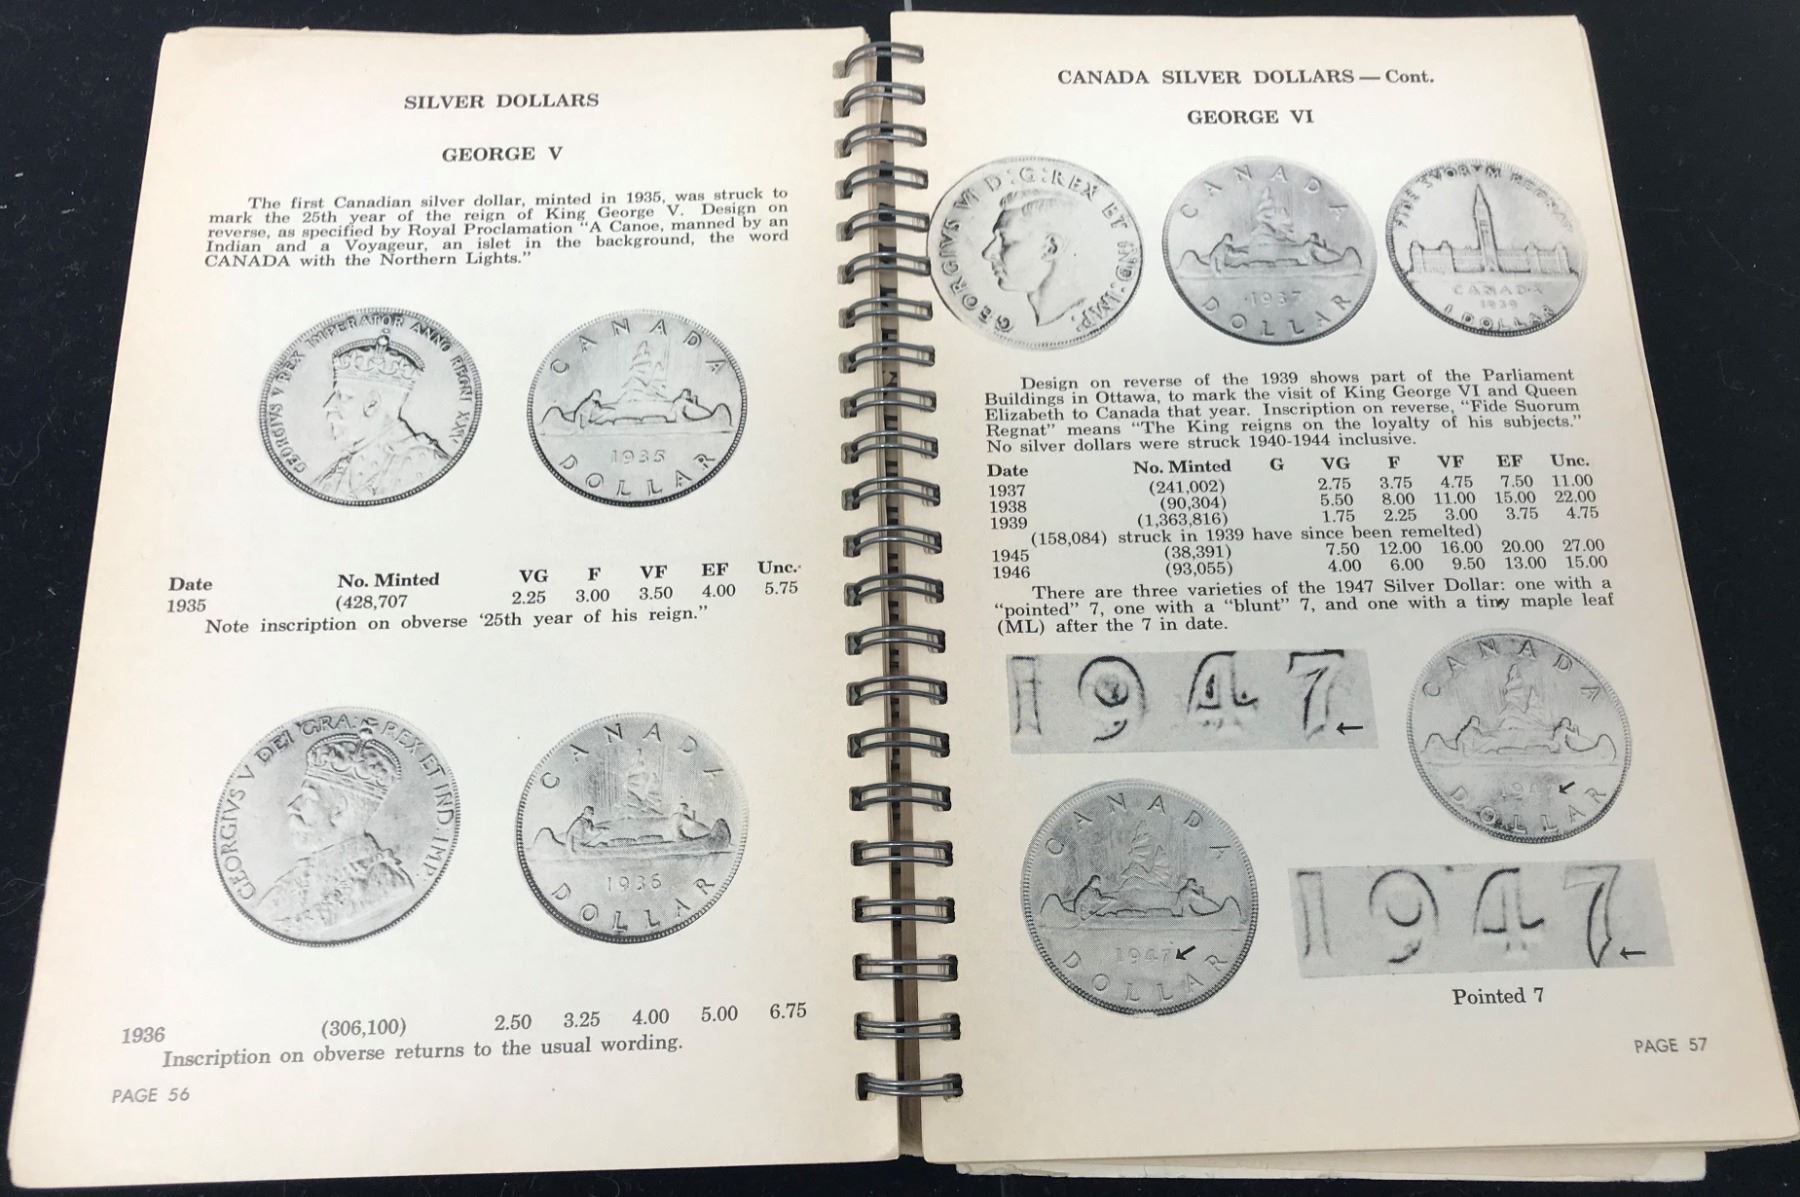 SILVER DOLLARS
GEORGE V
The first Canadian silver dollar, minted in 1935, was struck to
mark the 25th year of the reign of King George V. Design on
reverse, as specified by Royal Proclamation "A Canoe, manned by an
Indian and a Voyageur, an islet in the background, the word
CANADA with the Northern Lights."
GEORGIVS V REX IMPERATOR ANNO REGNI XXV
CANADA
1935
DOLLAR
Date No. Minted VG F VF EF Unc.
1935 (428,707 2.25 3.00 3.50 4.00 5.75
Note inscription on obverse '25th year of his reign."
GEORGIVS V DEI GRA: REX ET IND: IMP:
CANADA
1936
DOLLAR
1936 (306,100) 2.50 3.25 4.00 5.00 6.75
Inscription on obverse returns to the usual wording.
PAGE 56
CANADA SILVER DOLLARS — Cont.
GEORGE VI
GEORGIVS VI D:G:REX ET IND:IMP:
CANADA
1937
DOLLAR
FIDE SVORVM REGNAT
CANADA
1939
1 DOLLAR
Design on reverse of the 1939 shows part of the Parliament
Buildings in Ottawa, to mark the visit of King George VI and Queen
Elizabeth to Canada that year. Inscription on reverse, "Fide Suorum
Regnat" means "The King reigns on the loyalty of his subjects."
No silver dollars were struck 1940-1944 inclusive.
Date No. Minted G VG F VF EF Unc.
1937 (241,002) 2.75 3.75 4.75 7.50 11.00
1938 (90,304) 5.50 8.00 11.00 15.00 22.00
1939 (1,363,816) 1.75 2.25 3.00 3.75 4.75
(158,084) struck in 1939 have since been remelted)
1945 (38,391) 7.50 12.00 16.00 20.00 27.00
1946 (93,055) 4.00 6.00 9.50 13.00 15.00
There are three varieties of the 1947 Silver Dollar: one with a
"pointed" 7, one with a "blunt" 7, and one with a tiny maple leaf
(ML) after the 7 in date.
1947
CANADA
1947
DOLLAR
CANADA
1947
DOLLAR
1947
Pointed 7
PAGE 57